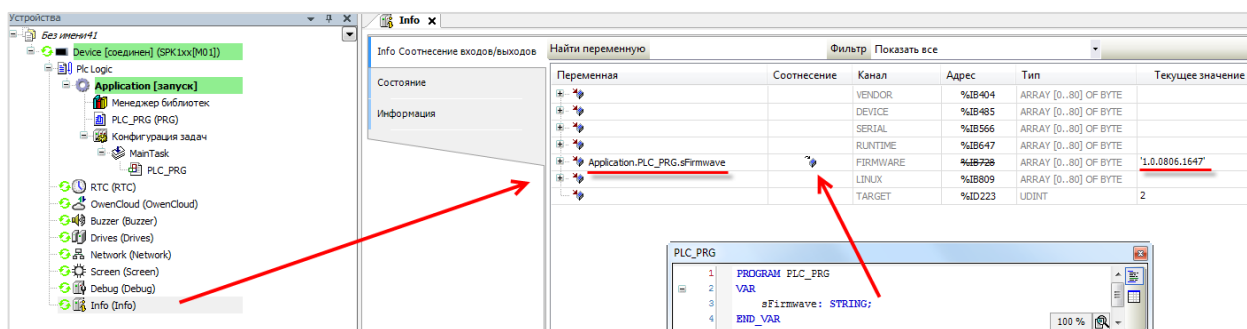 Устройства
Без имени41
Device [соединен] (SPK1xx[M01])
Plc Logic
Application [запуск]
Менеджер библиотек
PLC_PRG (PRG)
Конфигурация задач
MainTask
PLC_PRG
RTC (RTC)
OwenCloud (OwenCloud)
Buzzer (Buzzer)
Drives (Drives)
Network (Network)
Screen (Screen)
Debug (Debug)
Info (Info)
Info
Info Соотнесение входов/выходов
Состояние
Информация
Найти переменную Фильтр Показать все
Переменная Соотнесение Канал Адрес Тип Текущее значение
VENDOR %IB404 ARRAY [0..80] OF BYTE
DEVICE %IB485 ARRAY [0..80] OF BYTE
SERIAL %IB566 ARRAY [0..80] OF BYTE
RUNTIME %IB647 ARRAY [0..80] OF BYTE
Application.PLC_PRG.sFirmwave FIRMWARE %IB728 ARRAY [0..80] OF BYTE '1.0.0806.1647'
LINUX %IB809 ARRAY [0..80] OF BYTE
TARGET %ID223 UDINT 2
PLC_PRG
1 PROGRAM PLC_PRG
2 VAR
3 sFirmwave: STRING;
4 END_VAR
100 %